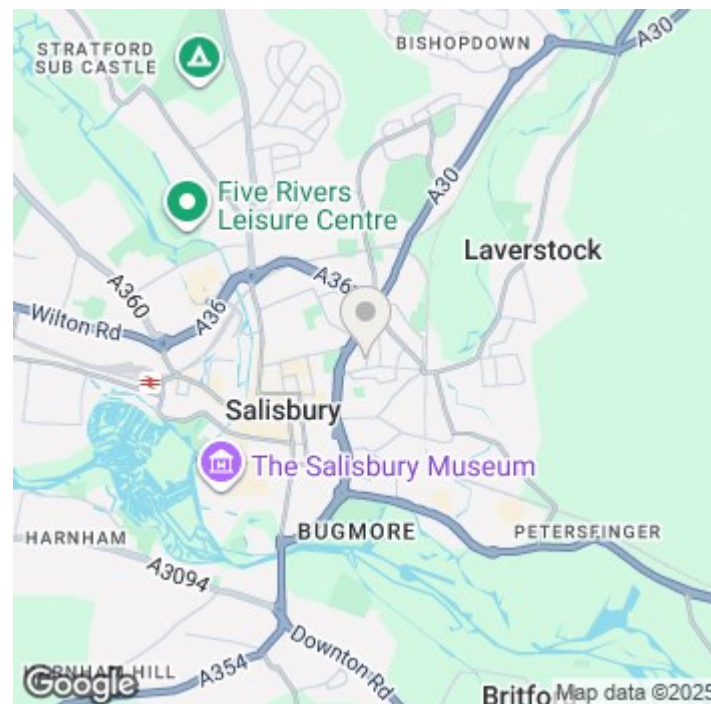 STRATFORD
SUB CASTLE
BISHOPDOWN
A30
Five Rivers
Leisure Centre
A30
Laverstock
A360
A36
A36
Wilton Rd
Salisbury
The Salisbury Museum
HARNHAM
BUGMORE
PETERSFINGER
A3094
Downton Rd
A354
HARNHAM HILL
Google
Map data ©2025